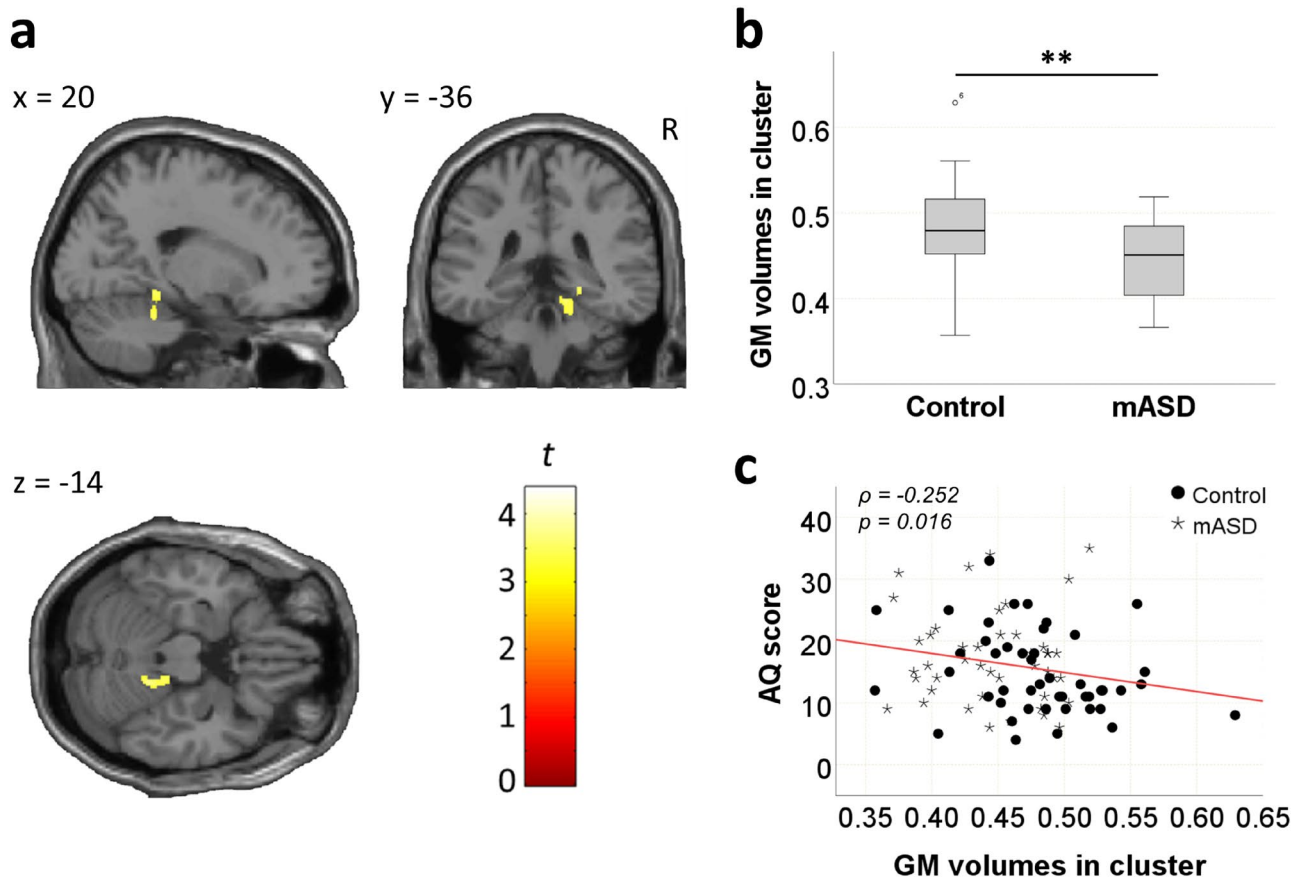 a
x = 20
y = -36
R
z = -14
t
4
3
2
1
0
b
**
6
GM volumes in cluster
0.6
0.5
0.4
0.3
Control
mASD
c
ρ = -0.252
p = 0.016
Control
mASD
AQ score
40
30
20
10
0
0.35 0.40 0.45 0.50 0.55 0.60 0.65
GM volumes in cluster